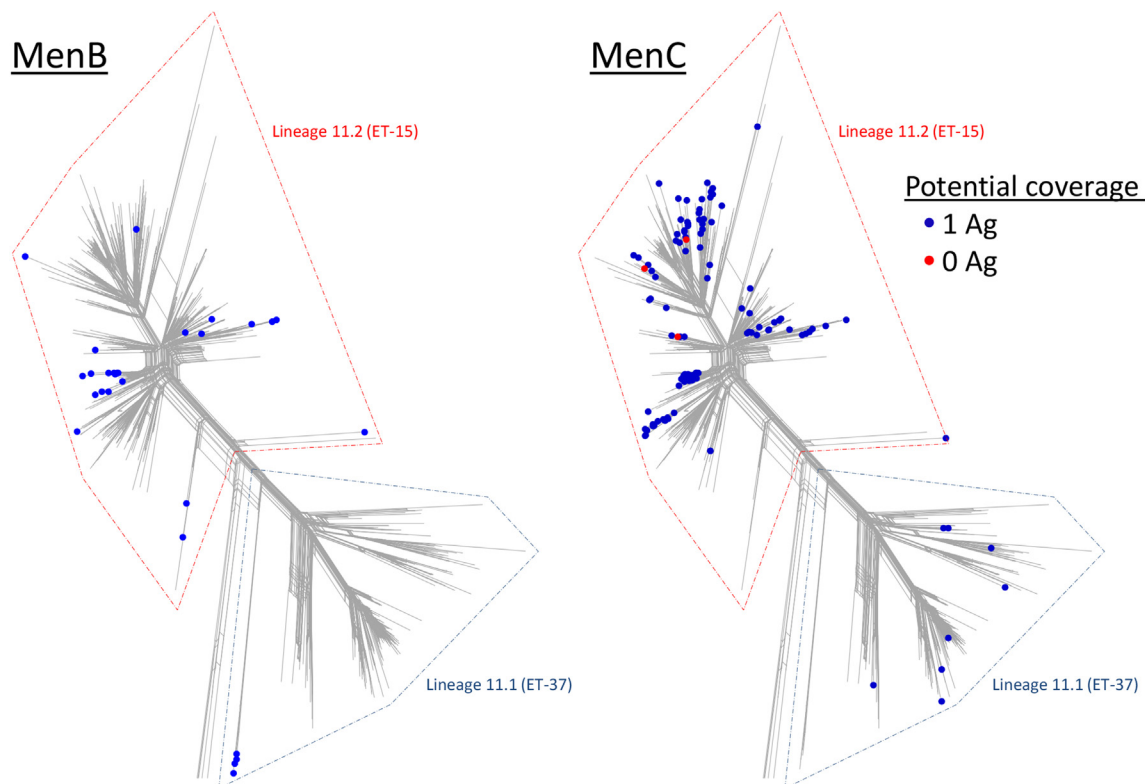 MenB
MenC
Lineage 11.2 (ET-15)
Lineage 11.2 (ET-15)
Potential coverage
1 Ag
0 Ag
Lineage 11.1 (ET-37)
Lineage 11.1 (ET-37)